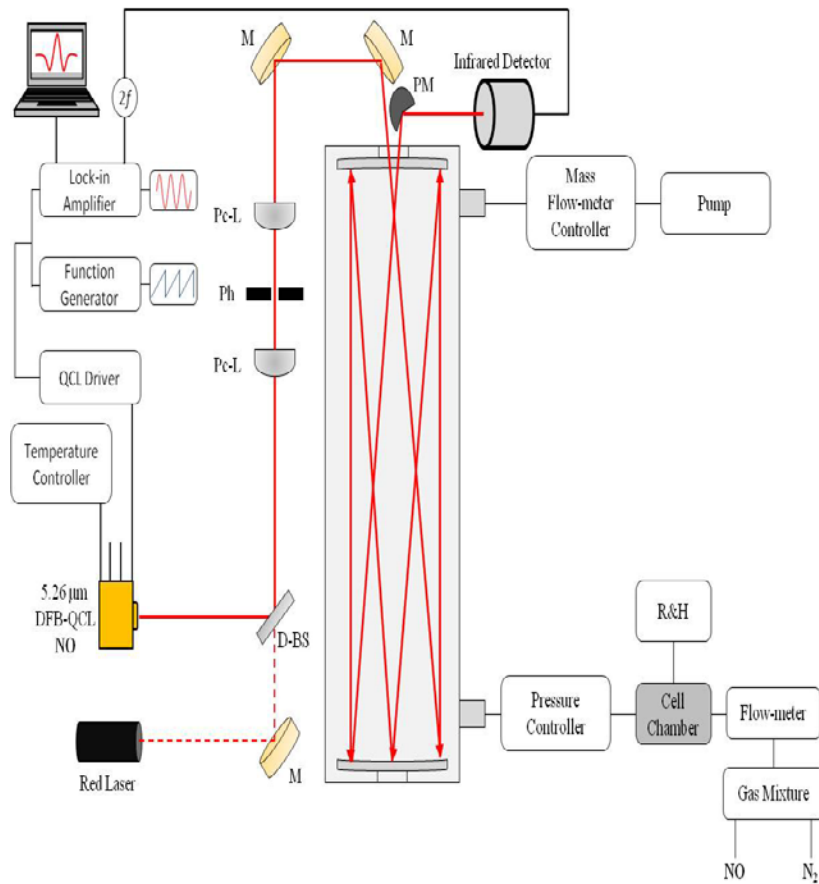 M
M
Infrared Detector
PM
2f
Lock-in
Amplifier
Mass
Flow-meter
Controller
Pump
Pc-L
Function
Generator
Ph
Pc-L
QCL Driver
Temperature
Controller
5.26 μm
DFB-QCL
NO
D-BS
R&H
Pressure
Controller
Cell
Chamber
Flow-meter
Red Laser
M
Gas Mixture
NO
N₂